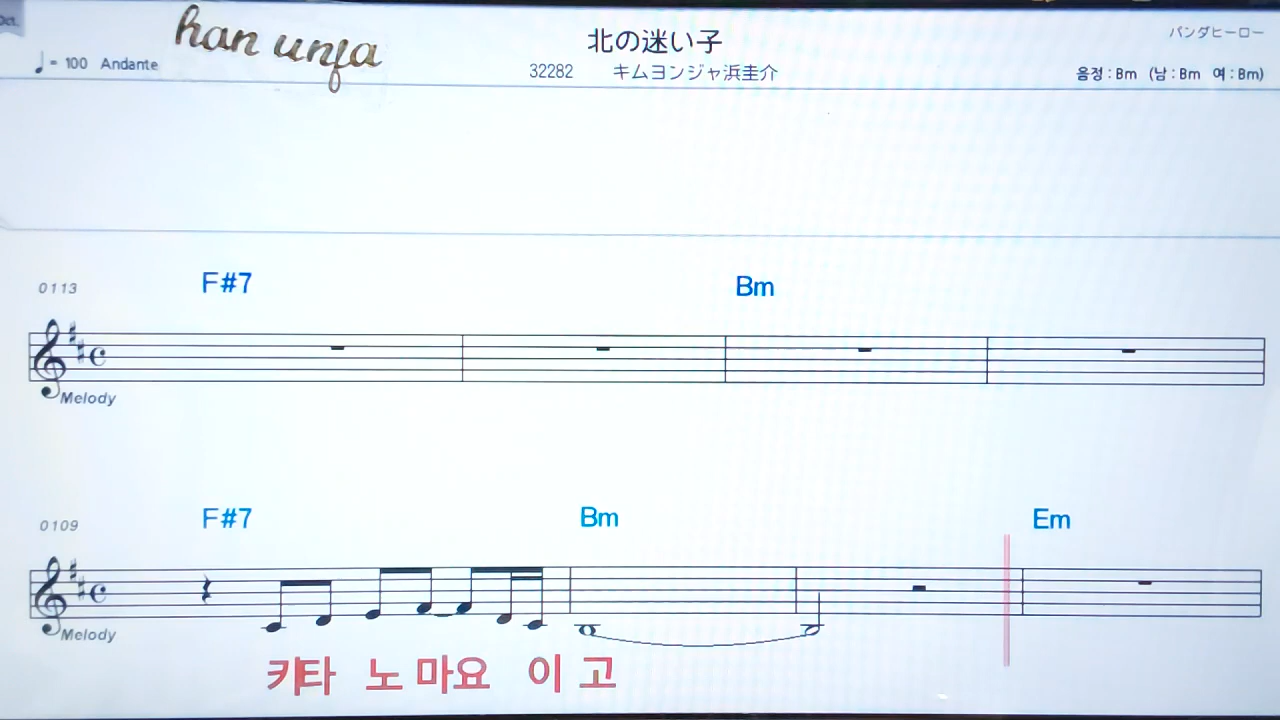 Oct.
han unja
北の迷い子
パンダヒーロー
♩= 100 Andante
32282 キムヨンジャ浜圭介
음정 : Bm (남 : Bm 여 : Bm)
F#7 Bm
0113
Melody
F#7 Bm Em
0109
Melody
키타 노 마요 이 고